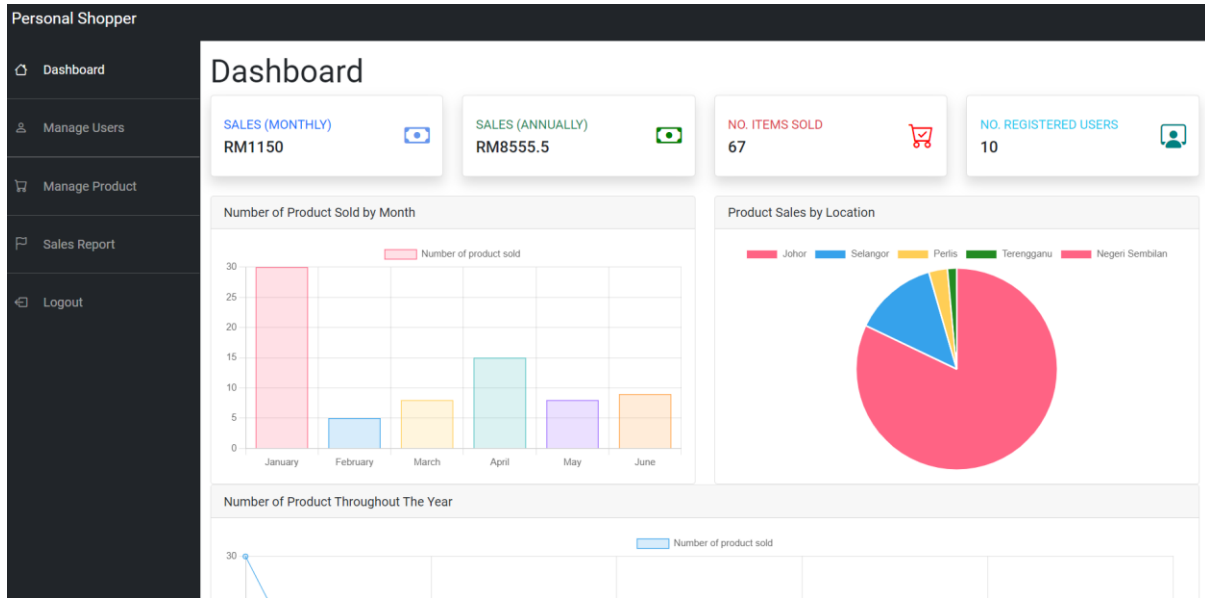 Personal Shopper
Dashboard
Manage Users
Manage Product
Sales Report
Logout
Dashboard
SALES (MONTHLY)
RM1150
SALES (ANNUALLY)
RM8555.5
NO. ITEMS SOLD
67
NO. REGISTERED USERS
10
Number of Product Sold by Month
Number of product sold
30
25
20
15
10
5
0
January February March April May June
Product Sales by Location
Johor Selangor Perlis Terengganu Negeri Sembilan
Number of Product Throughout The Year
Number of product sold
30